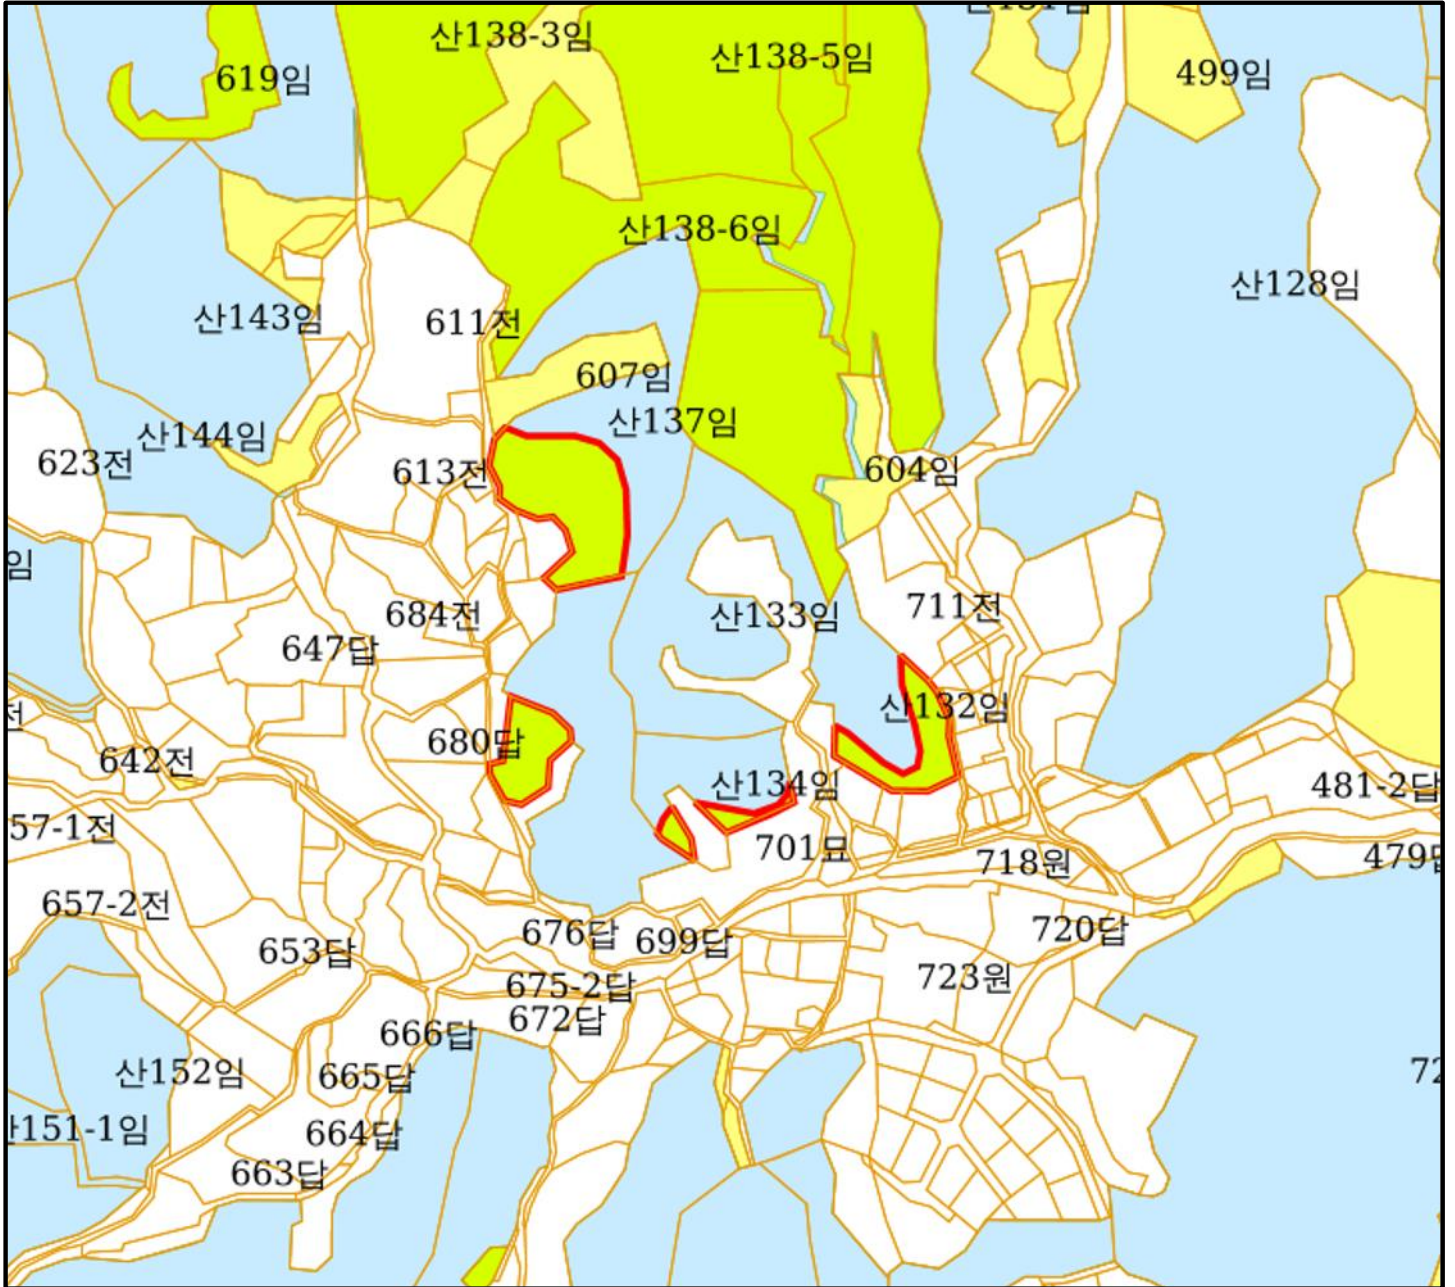 산138-3임
산138-5임
619임
499임
산138-6임
산128임
산143임
611전
607임
산137임
산144임
623전
613전
604임
임
684전
산133임
711전
647답
산132임
전
680답
642전
산134임
481-2답
57-1전
701묘
718원
479
657-2전
676답
699답
720답
653답
723원
675-2답
672답
666답
산152임
665답
72
151-1임
664답
663답